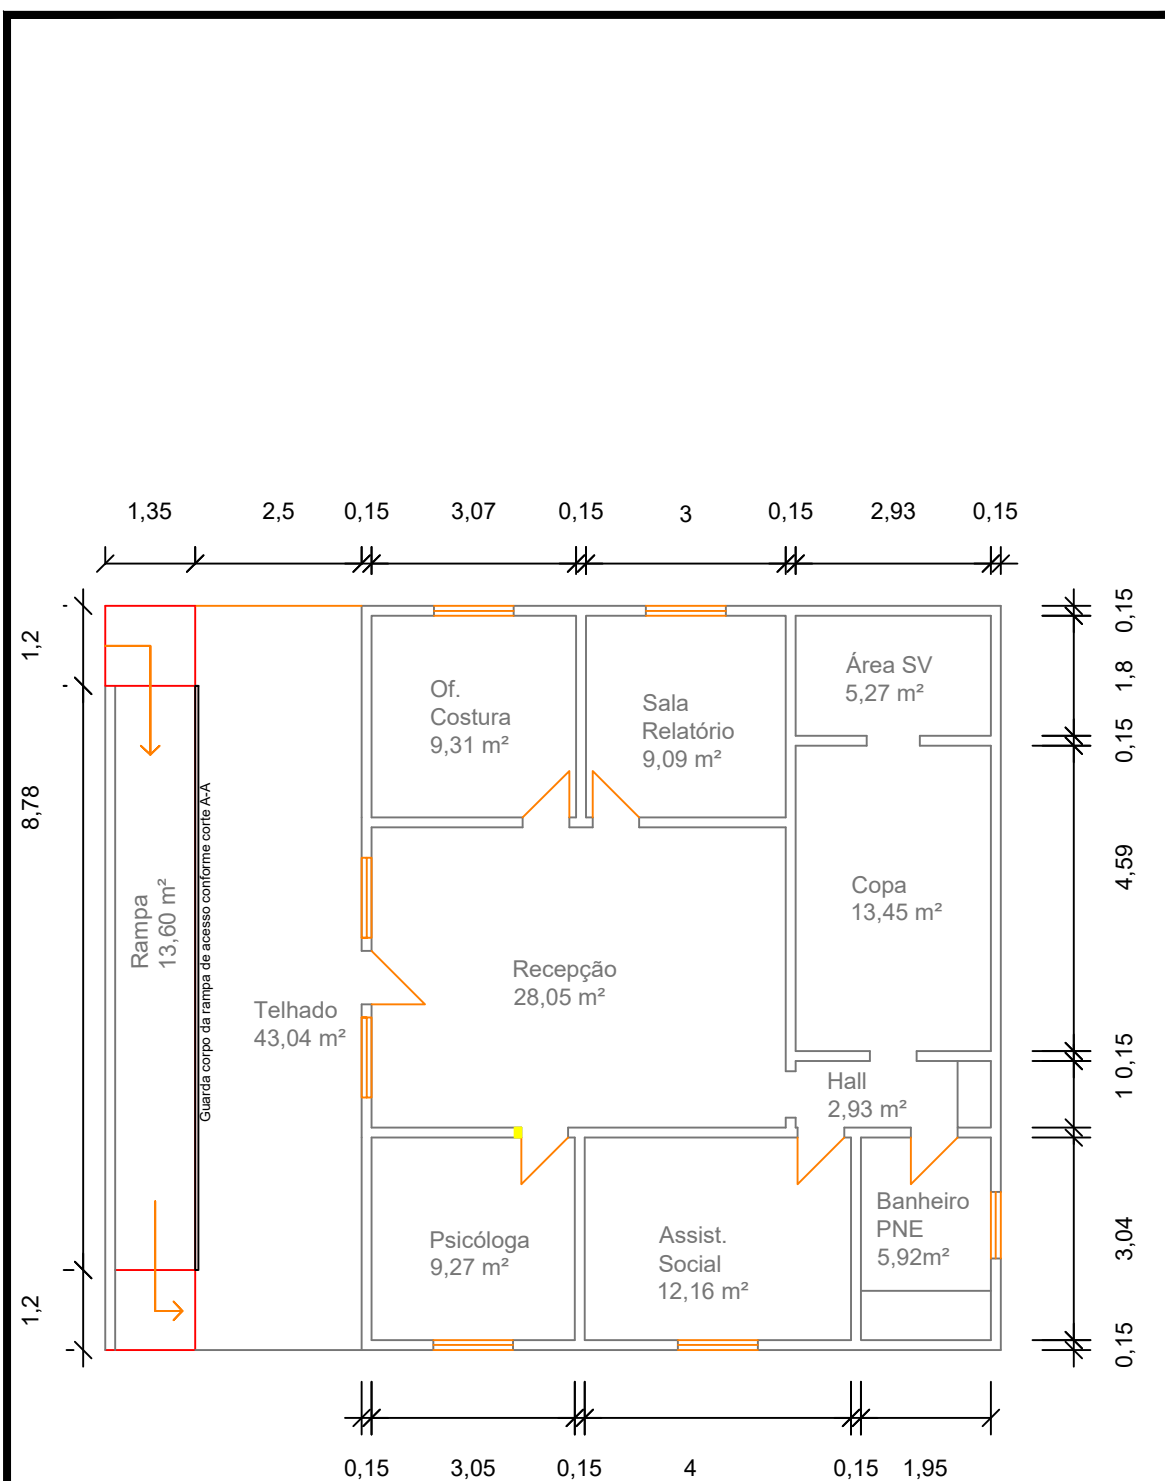 1,35 2,5 0,15 3,07 0,15 3 0,15 2,93 0,15
1,2
8,78
1,2
0,15
1,8
0,15
4,59
0,15
1
3,04
0,15
Of.
Costura
9,31 m²
Sala
Relatório
9,09 m²
Área SV
5,27 m²
Rampa
13,60 m²
Guarda corpo da rampa de acesso conforme corte A-A
Telhado
43,04 m²
Recepção
28,05 m²
Copa
13,45 m²
Hall
2,93 m²
Psicóloga
9,27 m²
Assist.
Social
12,16 m²
Banheiro
PNE
5,92m²
0,15 3,05 0,15 4 0,15 1,95